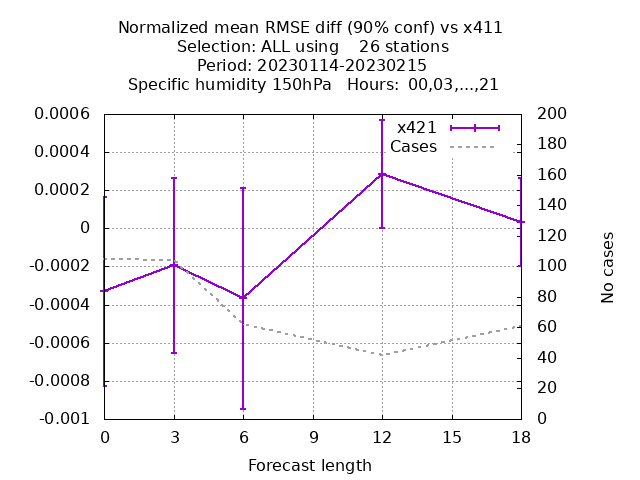 Normalized mean RMSE diff (90% conf) vs x411
Selection: ALL using    26 stations
Period: 20230114-20230215
Specific humidity 150hPa   Hours:  00,03,...,21
x421
Cases
0.0006
0.0004
0.0002
0
-0.0002
-0.0004
-0.0006
-0.0008
-0.001
200
180
160
140
120
100
80
60
40
20
0
No cases
0 3 6 9 12 15 18
Forecast length